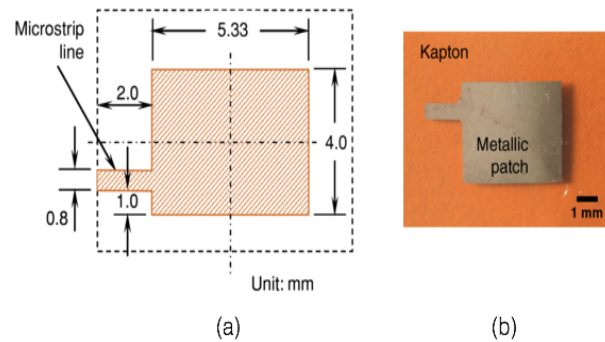 Microstrip
line
5.33
2.0
4.0
0.8
1.0
Unit: mm
(a)
Kapton
Metallic
patch
1 mm
(b)